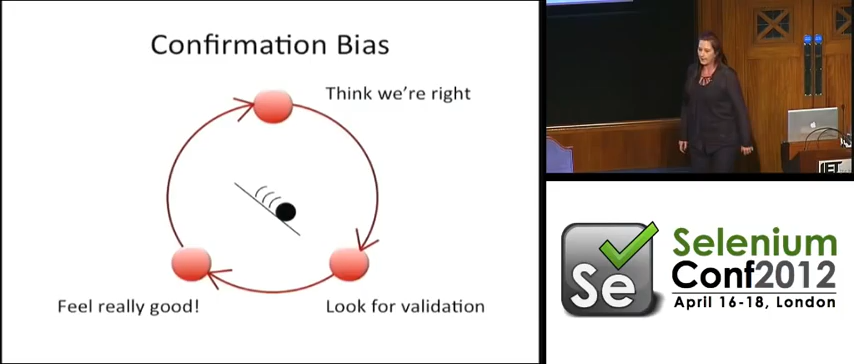 Confirmation Bias
Think we're right
Look for validation
Feel really good!
IET
Se
Selenium
Conf2012
April 16-18, London